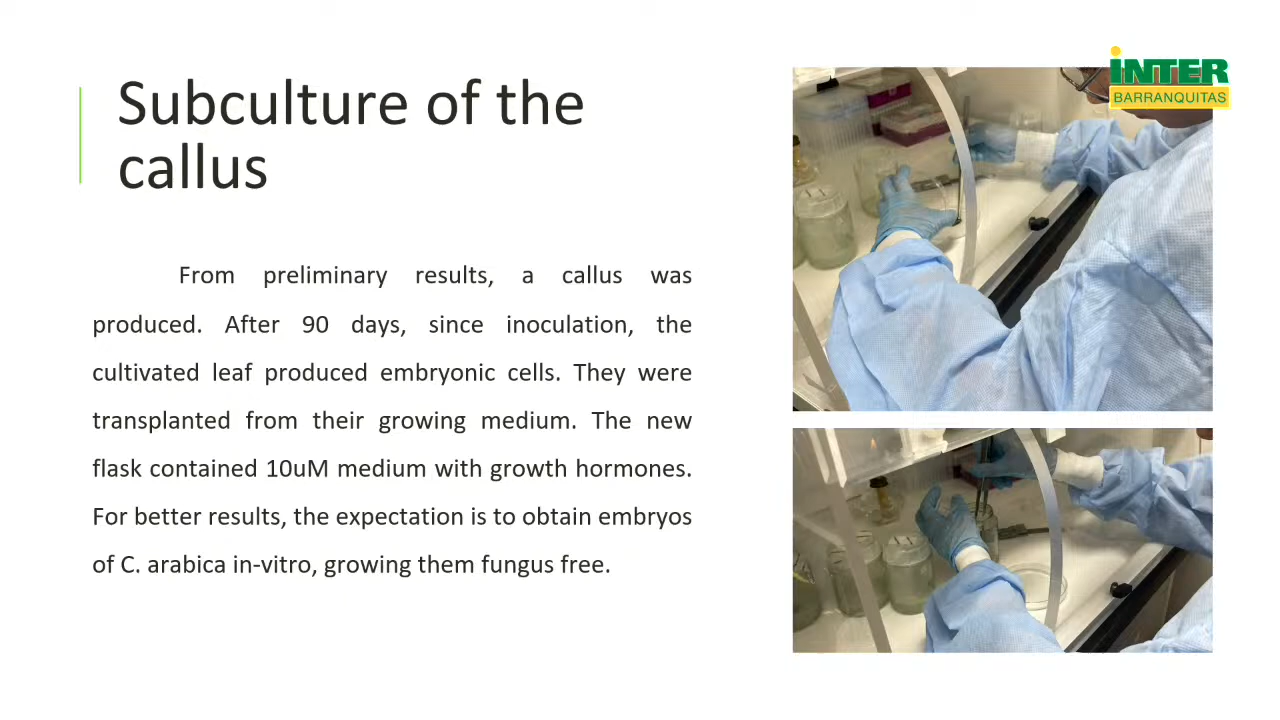 Subculture of the
callus
iNTER
BARRANQUITAS
From preliminary results, a callus was
produced. After 90 days, since inoculation, the
cultivated leaf produced embryonic cells. They were
transplanted from their growing medium. The new
flask contained 10uM medium with growth hormones.
For better results, the expectation is to obtain embryos
of C. arabica in-vitro, growing them fungus free.